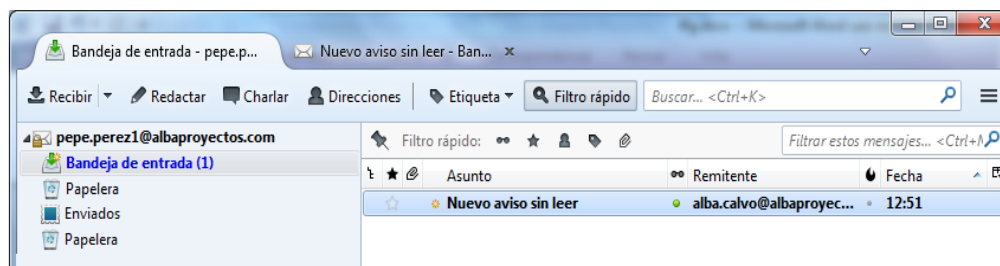 Bandeja de entrada - pepe.p... Nuevo aviso sin leer - Ban...
Recibir Redactar Charlar Direcciones Etiqueta Filtro rápido Buscar... <Ctrl+K>
pepe.perez1@albaproyectos.com Filtro rápido: Filtrar estos mensajes... <Ctrl+
Bandeja de entrada (1)
Asunto Remitente Fecha
Papelera
Nuevo aviso sin leer alba.calvo@albaproyec... 12:51
Enviados
Papelera